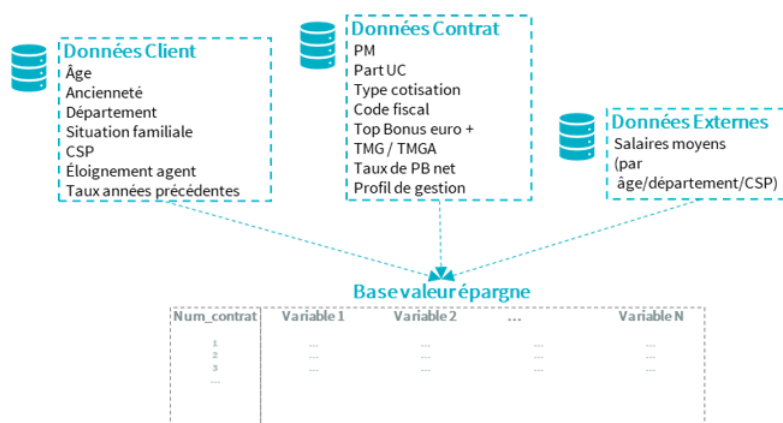 Données Client
Âge
Ancienneté
Département
Situation familiale
CSP
Éloignement agent
Taux années précédentes
Données Contrat
PM
Part UC
Type cotisation
Code fiscal
Top Bonus euro +
TMG / TMGA
Taux de PB net
Profil de gestion
Données Externes
Salaires moyens
(par
âge/département/CSP)
Base valeur épargne
Num_contrat Variable 1 Variable 2 ... Variable N
1 ... ... ... ...
2 ... ... ... ...
3 ... ... ... ...
...